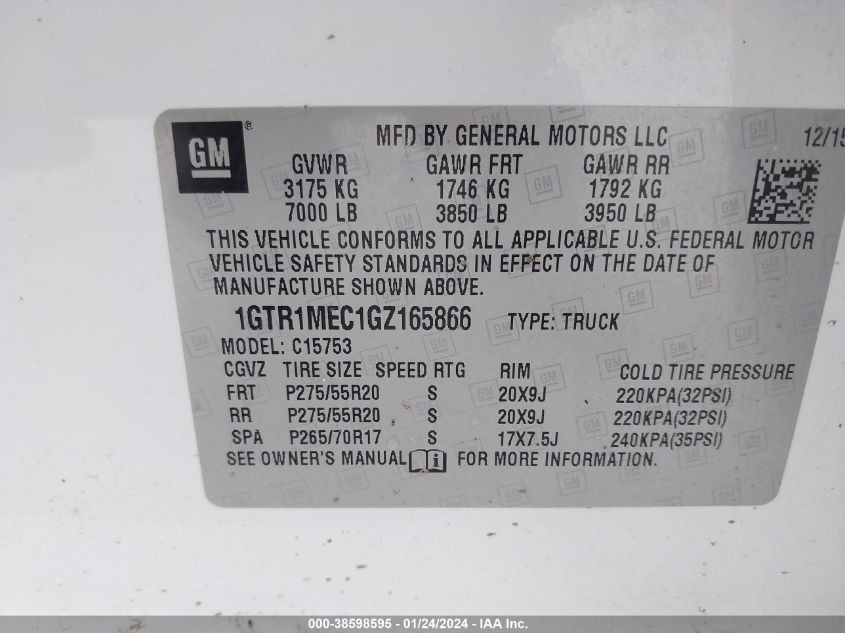 GM ® MFD BY GENERAL MOTORS LLC 12/15
GVWR GAWR FRT GAWR RR
3175 KG 1746 KG 1792 KG
7000 LB 3850 LB 3950 LB
THIS VEHICLE CONFORMS TO ALL APPLICABLE U.S. FEDERAL MOTOR
VEHICLE SAFETY STANDARDS IN EFFECT ON THE DATE OF
MANUFACTURE SHOWN ABOVE.
1GTR1MEC1GZ165866 TYPE: TRUCK
MODEL: C15753
CGVZ TIRE SIZE SPEED RTG RIM COLD TIRE PRESSURE
FRT P275/55R20 S 20X9J 220KPA(32PSI)
RR P275/55R20 S 20X9J 220KPA(32PSI)
SPA P265/70R17 S 17X7.5J 240KPA(35PSI)
SEE OWNER'S MANUAL i FOR MORE INFORMATION.
000-38598595 - 01/24/2024 - IAA Inc.